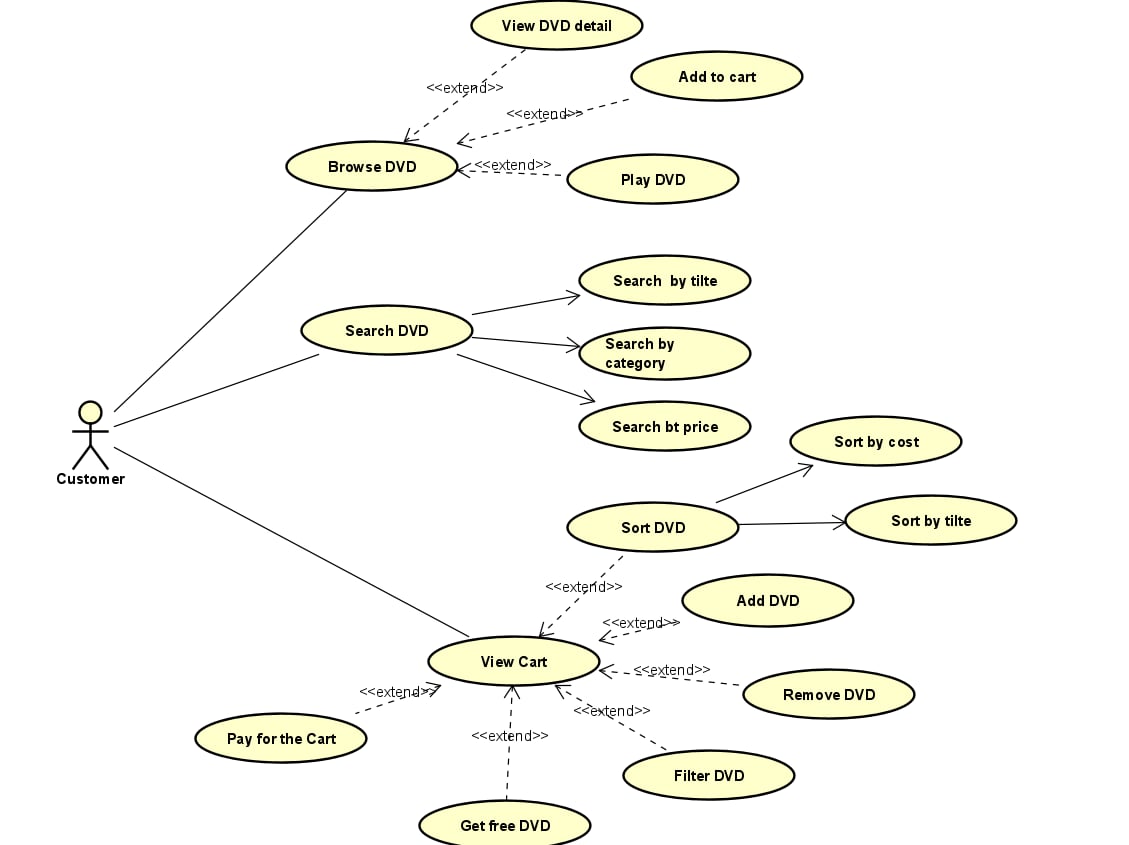 View DVD detail
<<extend>>
Add to cart
<<extend>>
Browse DVD
<<extend>>
Play DVD
Search  by tilte
Search DVD
Search by
category
Search bt price
Customer
Sort by cost
Sort DVD
Sort by tilte
<<extend>>
Add DVD
<<extend>>
View Cart
<<extend>>
Remove DVD
<<extend>>
<<extend>>
Pay for the Cart
<<extend>>
Filter DVD
Get free DVD